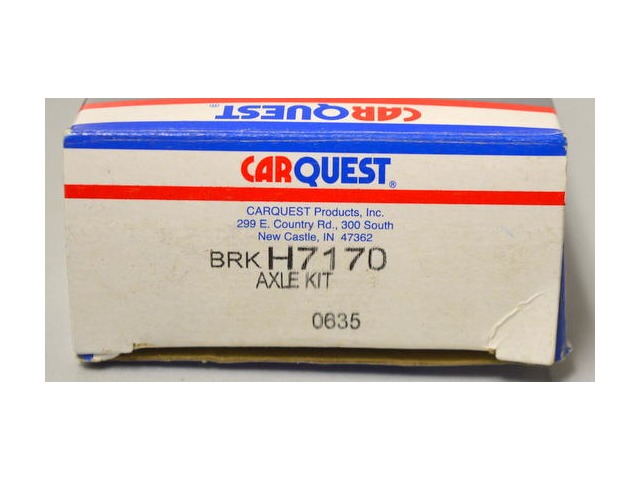 CARQUEST
CARQUEST®
CARQUEST Products, Inc.
299 E. Country Rd., 300 South
New Castle, IN 47362
BRK H7170
AXLE KIT
0635